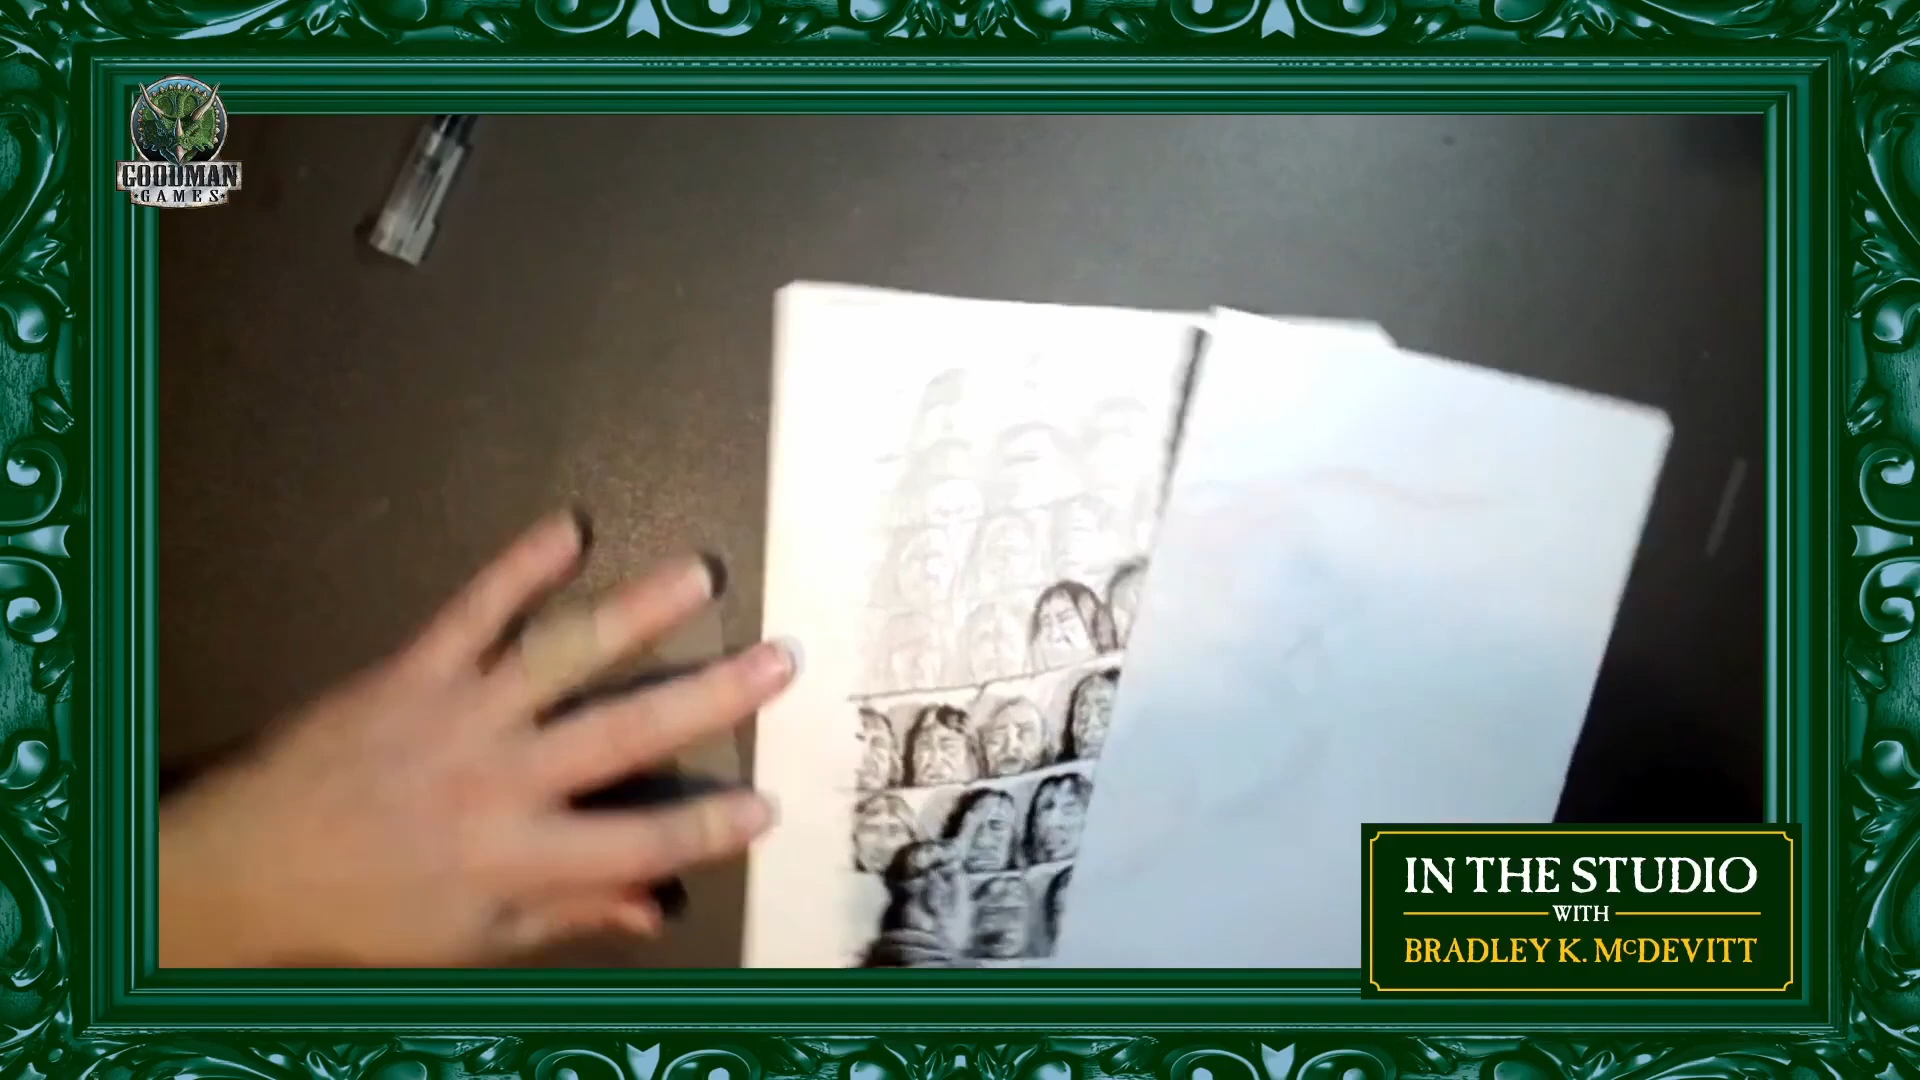 GOODMAN
GAMES
IN THE STUDIO
WITH
BRADLEY K. McDEVITT